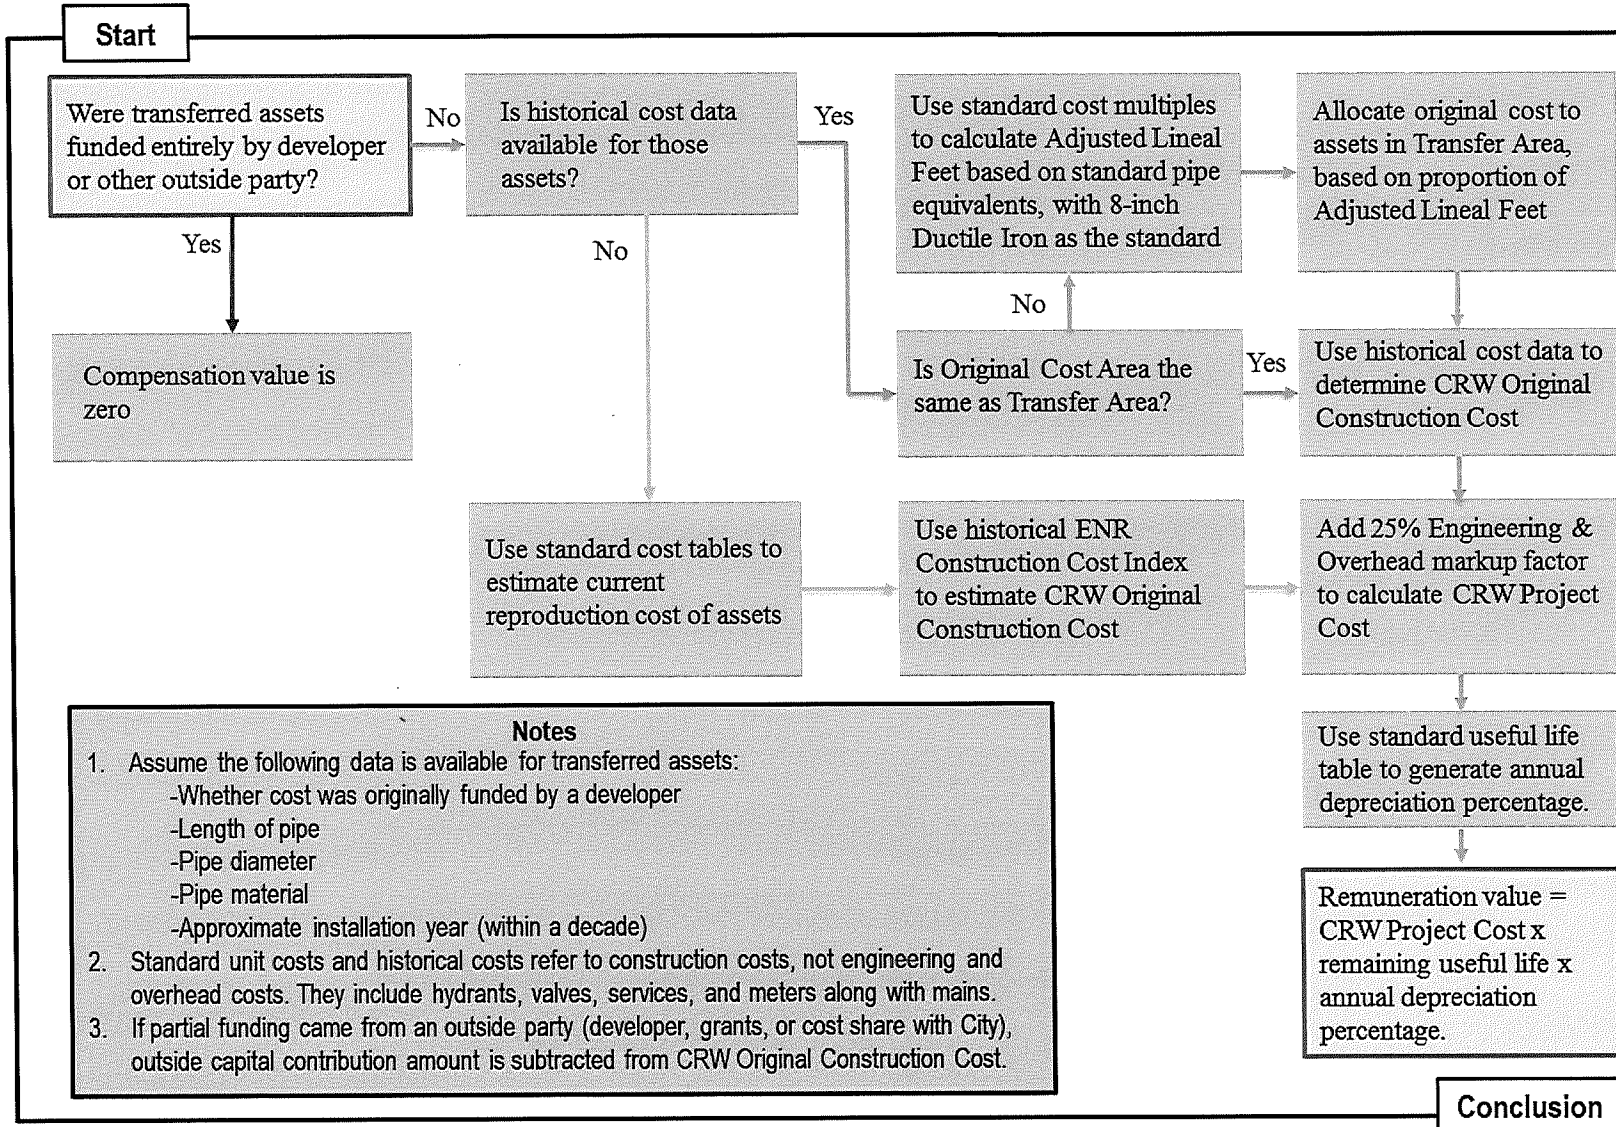 Start
Were transferred assets
funded entirely by developer
or other outside party?
No
Is historical cost data
available for those
assets?
Yes
Use standard cost multiples
to calculate Adjusted Lineal
Feet based on standard pipe
equivalents, with 8-inch
Ductile Iron as the standard
Allocate original cost to
assets in Transfer Area,
based on proportion of
Adjusted Lineal Feet
Yes
No
No
Compensation value is
zero
Is Original Cost Area the
same as Transfer Area?
Yes
Use historical cost data to
determine CRW Original
Construction Cost
Use standard cost tables to
estimate current
reproduction cost of assets
Use historical ENR
Construction Cost Index
to estimate CRW Original
Construction Cost
Add 25% Engineering &
Overhead markup factor
to calculate CRW Project
Cost
Use standard useful life
table to generate annual
depreciation percentage.
Remuneration value =
CRW Project Cost x
remaining useful life x
annual depreciation
percentage.
Notes
1. Assume the following data is available for transferred assets:
-Whether cost was originally funded by a developer
-Length of pipe
-Pipe diameter
-Pipe material
-Approximate installation year (within a decade)
2. Standard unit costs and historical costs refer to construction costs, not engineering and
overhead costs. They include hydrants, valves, services, and meters along with mains.
3. If partial funding came from an outside party (developer, grants, or cost share with City),
outside capital contribution amount is subtracted from CRW Original Construction Cost.
Conclusion